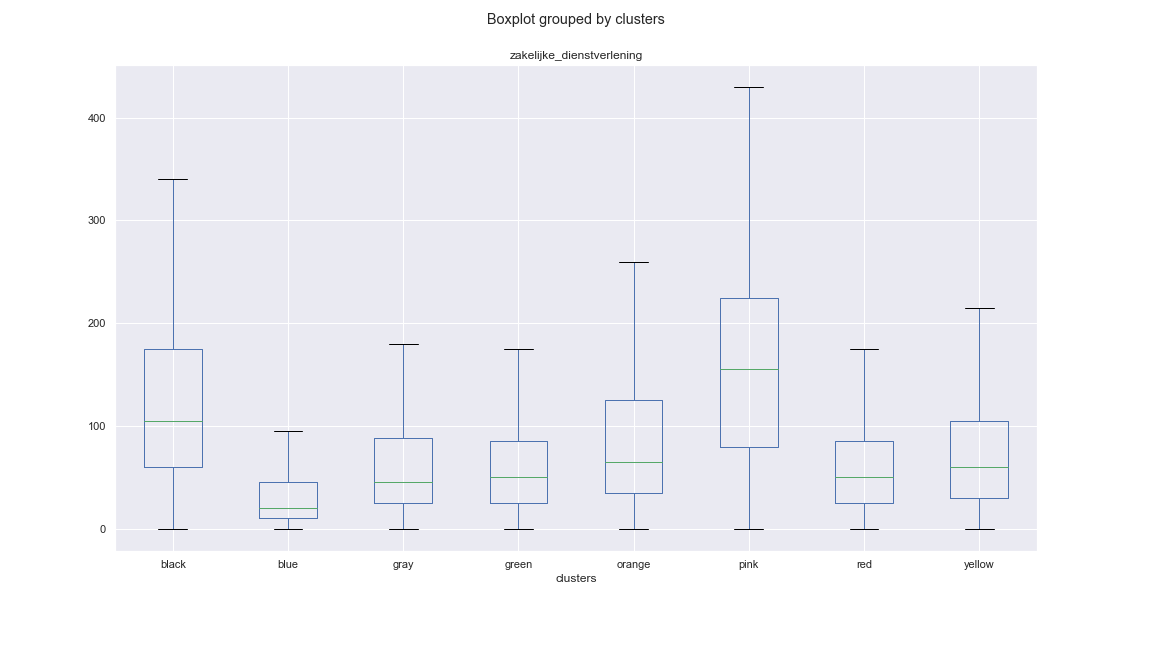 Boxplot grouped by clusters
zakelijke_dienstverlening
400
300
200
100
0
black blue gray green orange pink red yellow
clusters